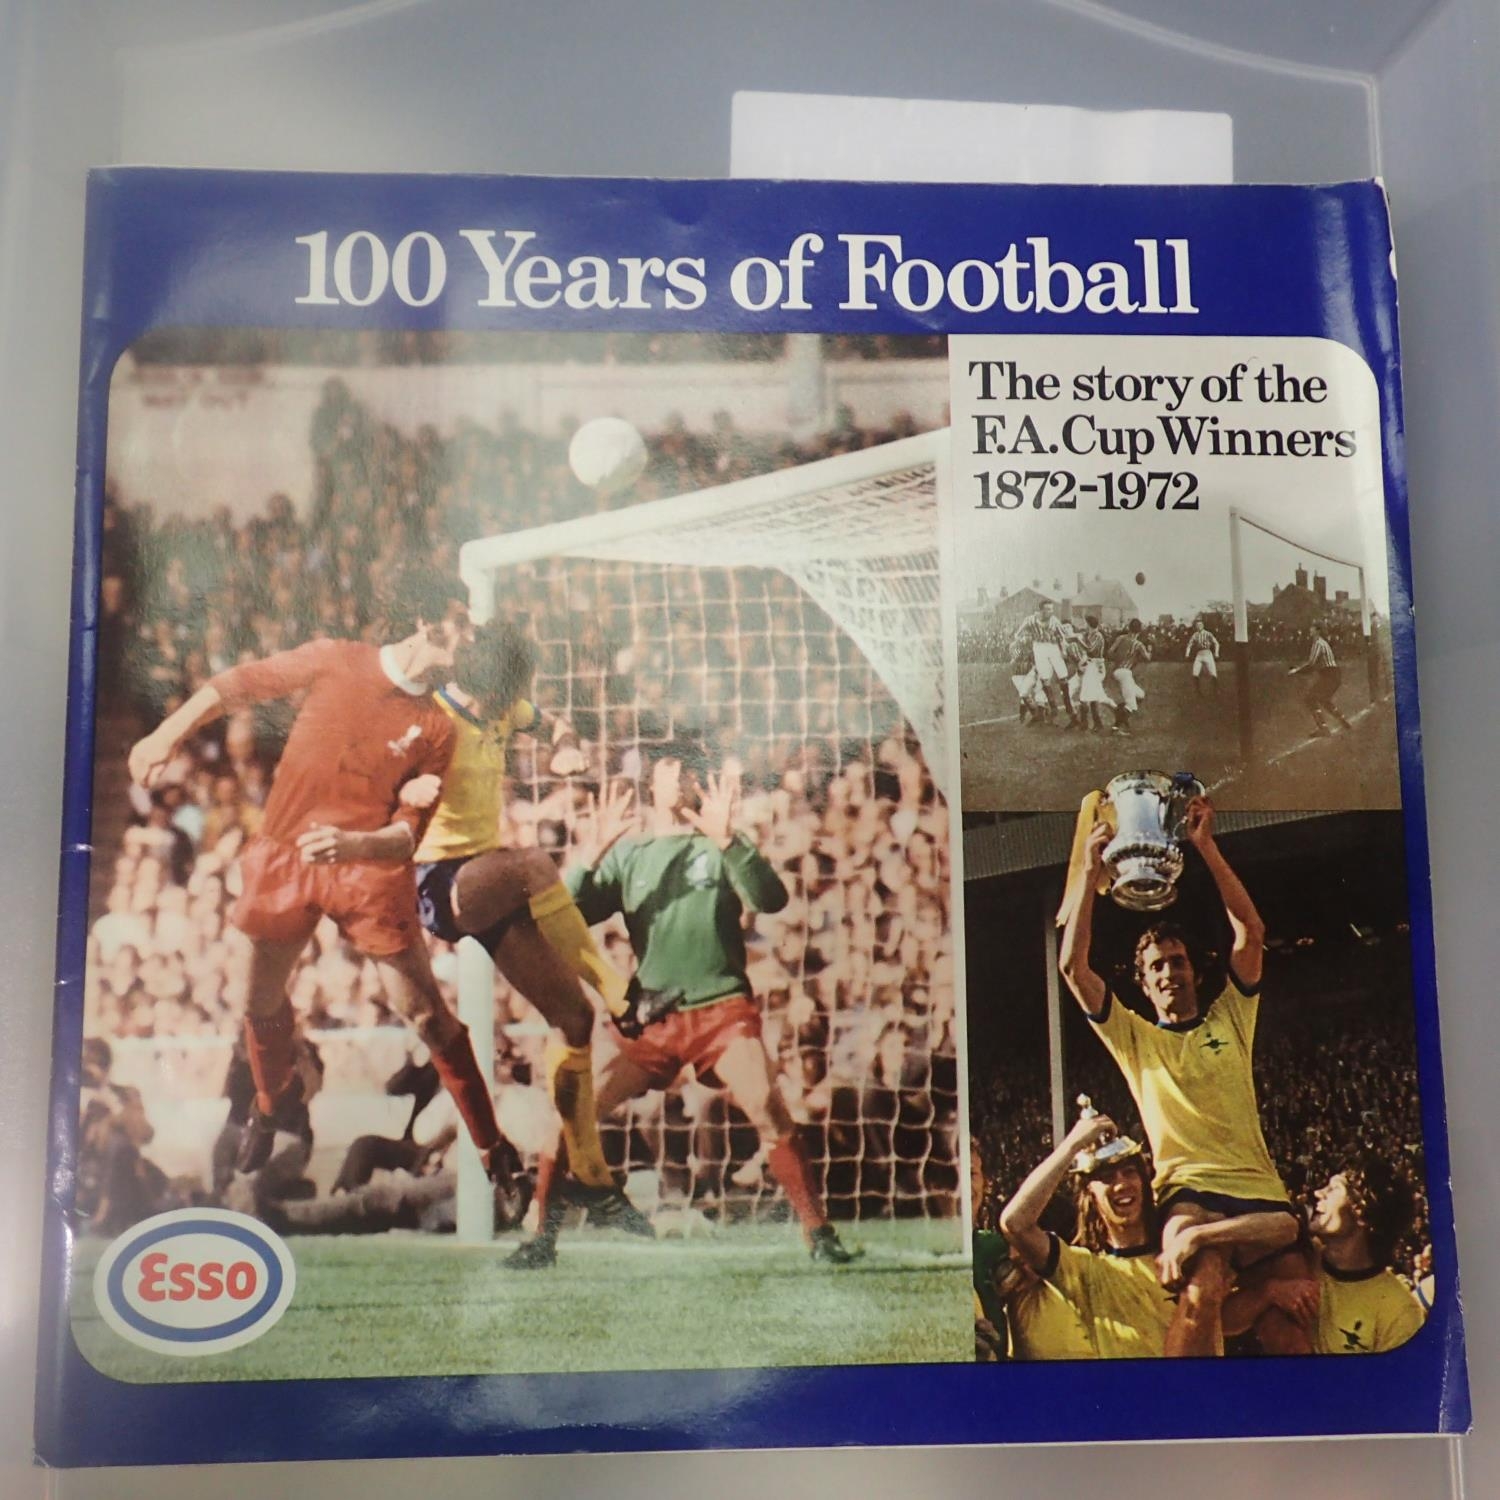 100 Years of Football
The story of the
F.A.Cup Winners
1872-1972
Esso